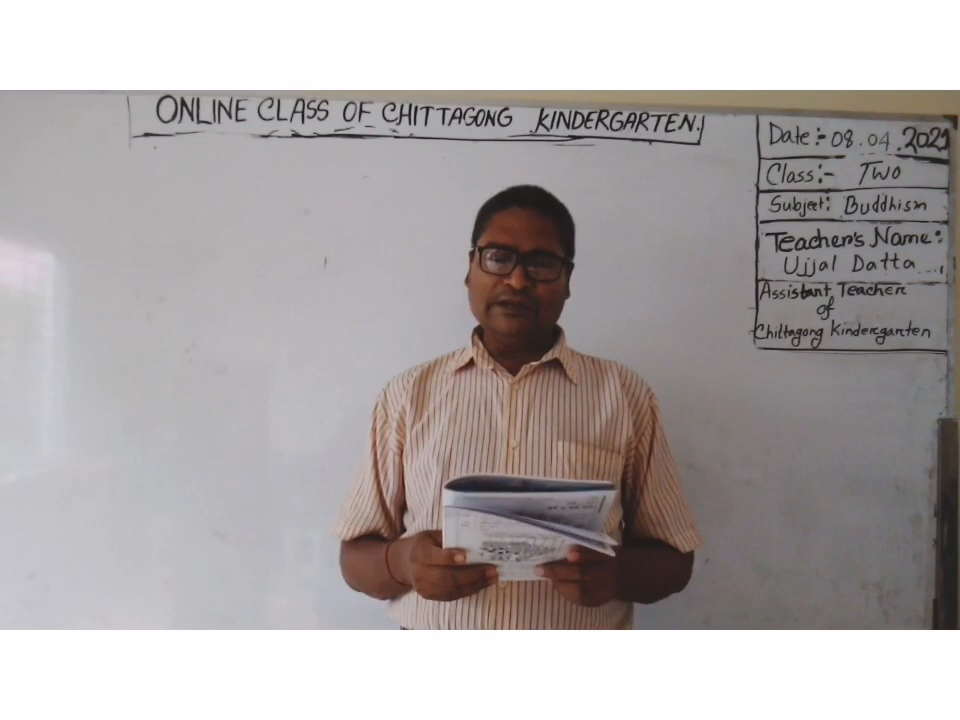 ONLINE CLASS OF CHITTAGONG KINDERGARTEN.
Date:- 08.04.2021
Class:- Two
Subject: Buddhism
Teacher's Name:
Ujjal Datta....
Assistant Teacher
of
Chittagong Kindergarten